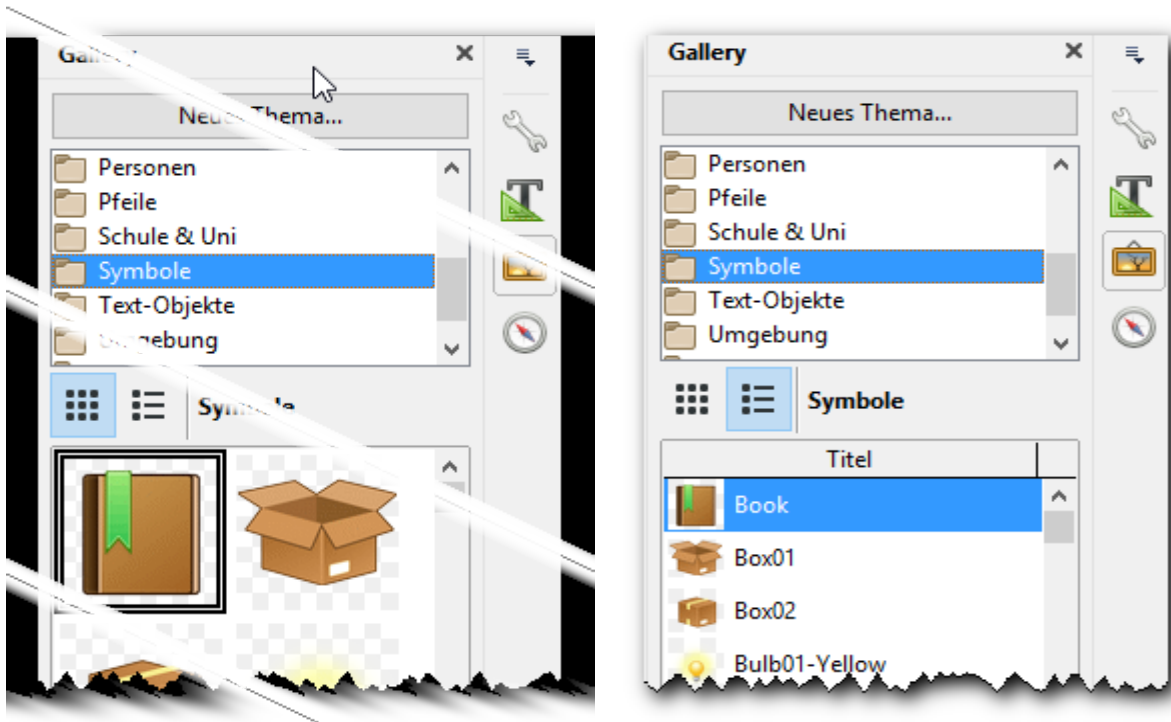 Neues Thema...
Personen
Pfeile
Schule & Uni
Symbole
Text-Objekte
Gallery
Neues Thema...
Personen
Pfeile
Schule & Uni
Symbole
Text-Objekte
Umgebung
Symbole
Titel
Book
Box01
Box02
Bulb01-Yellow